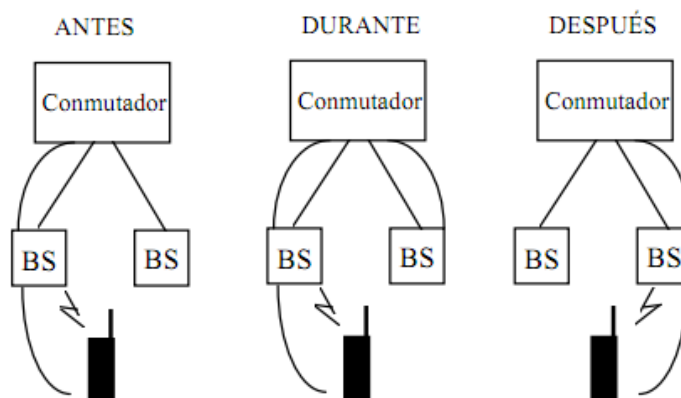 ANTES DURANTE DESPUÉS
Conmutador Conmutador Conmutador
BS BS BS BS BS BS